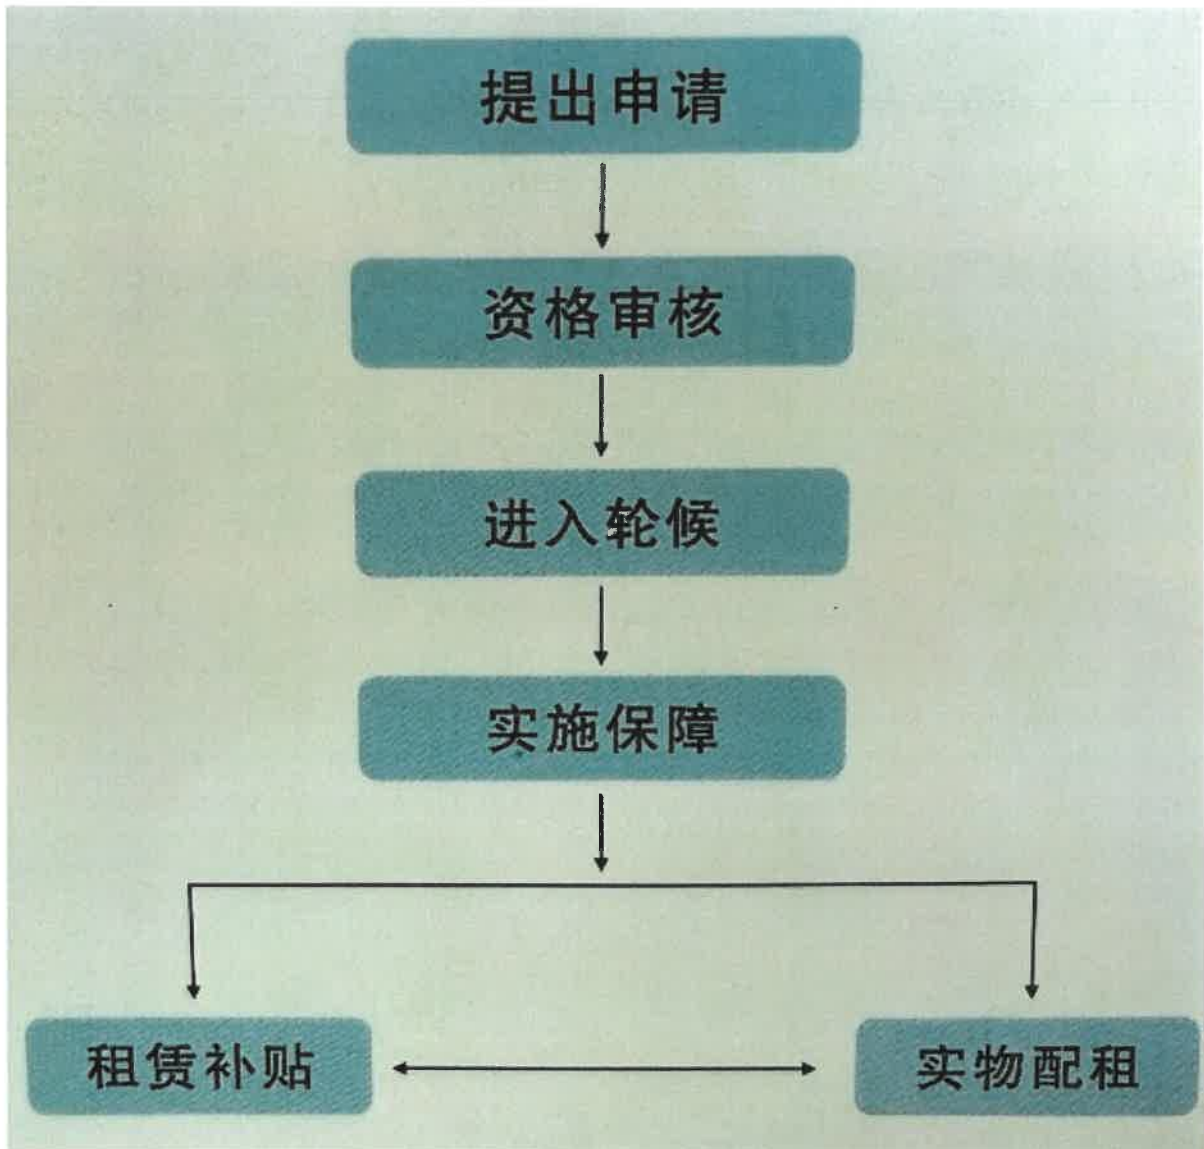 提出申请
资格审核
进入轮候
实施保障
租赁补贴
实物配租